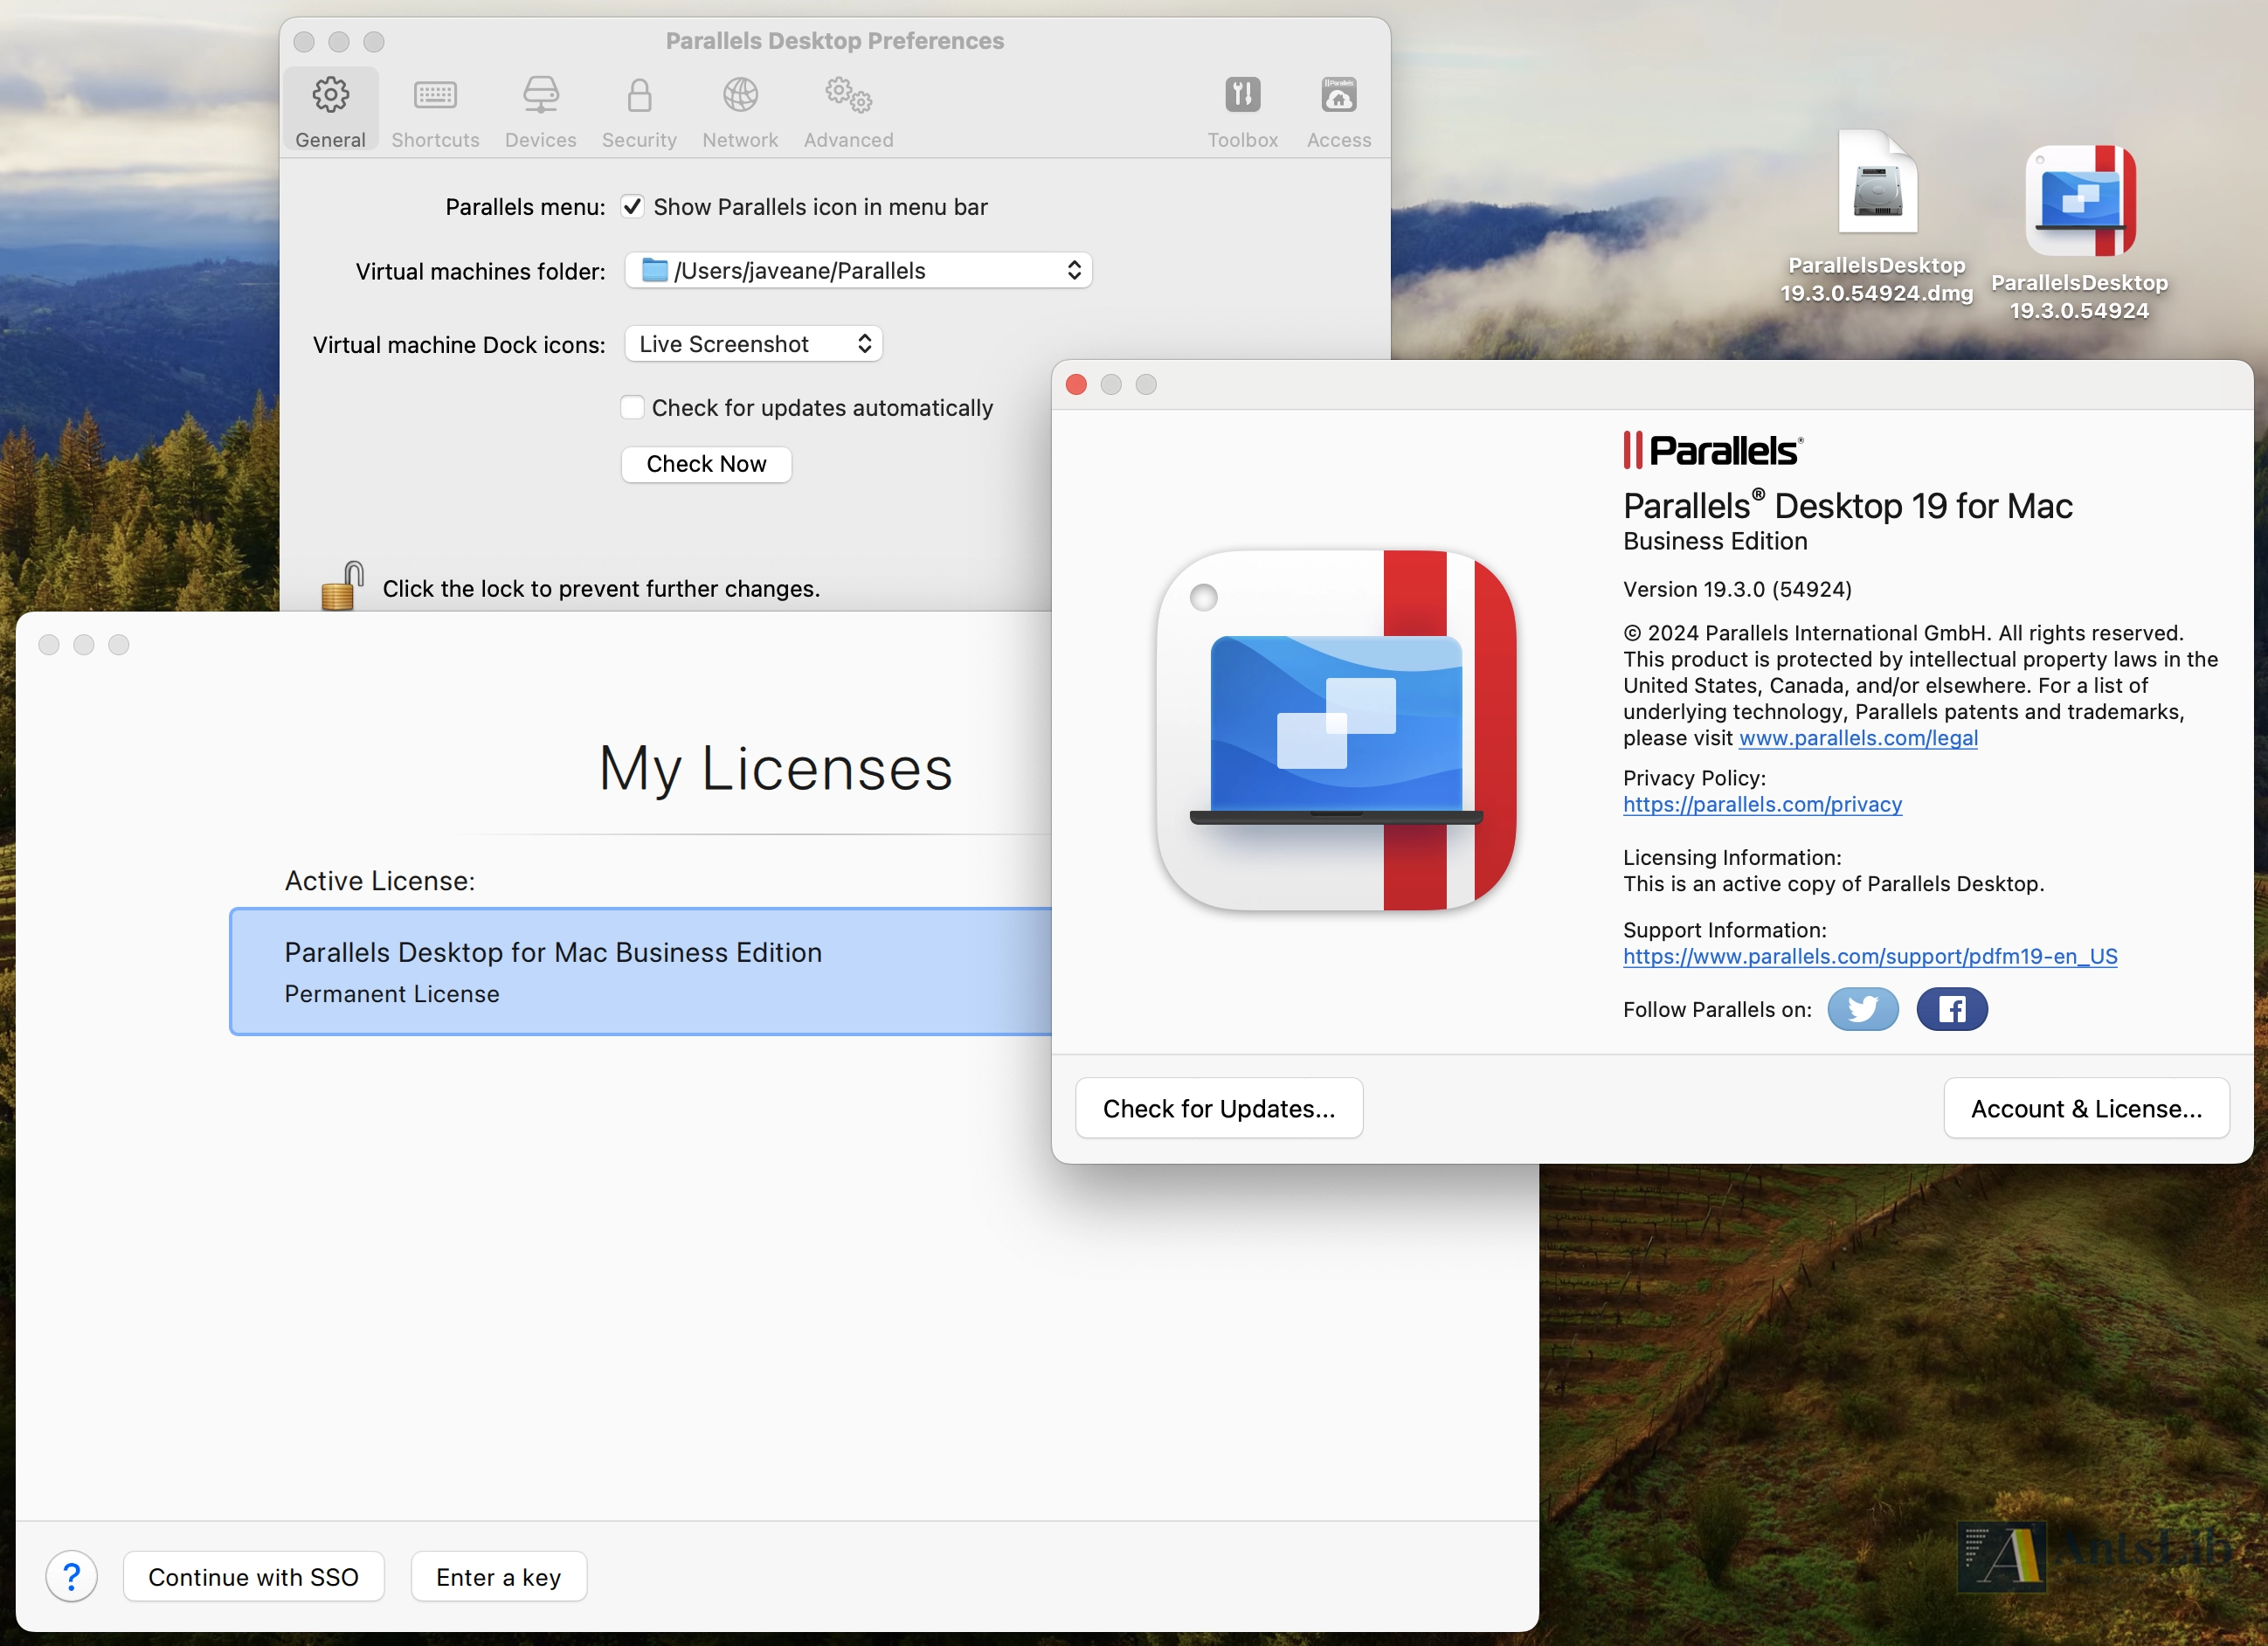 Parallels Desktop Preferences
General
Shortcuts
Devices
Security
Network
Advanced
Toolbox
Access
Parallels menu:
Show Parallels icon in menu bar
Virtual machines folder:
/Users/javeane/Parallels
Virtual machine Dock icons:
Live Screenshot
Check for updates automatically
Check Now
Click the lock to prevent further changes.
ParallelsDesktop
19.3.0.54924.dmg
ParallelsDesktop
19.3.0.54924
My Licenses
Active License:
Parallels Desktop for Mac Business Edition
Permanent License
Continue with SSO
Enter a key
Parallels®
Parallels® Desktop 19 for Mac
Business Edition
Version 19.3.0 (54924)
© 2024 Parallels International GmbH. All rights reserved.
This product is protected by intellectual property laws in the
United States, Canada, and/or elsewhere. For a list of
underlying technology, Parallels patents and trademarks,
please visit www.parallels.com/legal
Privacy Policy:
https://parallels.com/privacy
Licensing Information:
This is an active copy of Parallels Desktop.
Support Information:
https://www.parallels.com/support/pdfm19-en_US
Follow Parallels on:
Check for Updates...
Account & License...
AntsLib